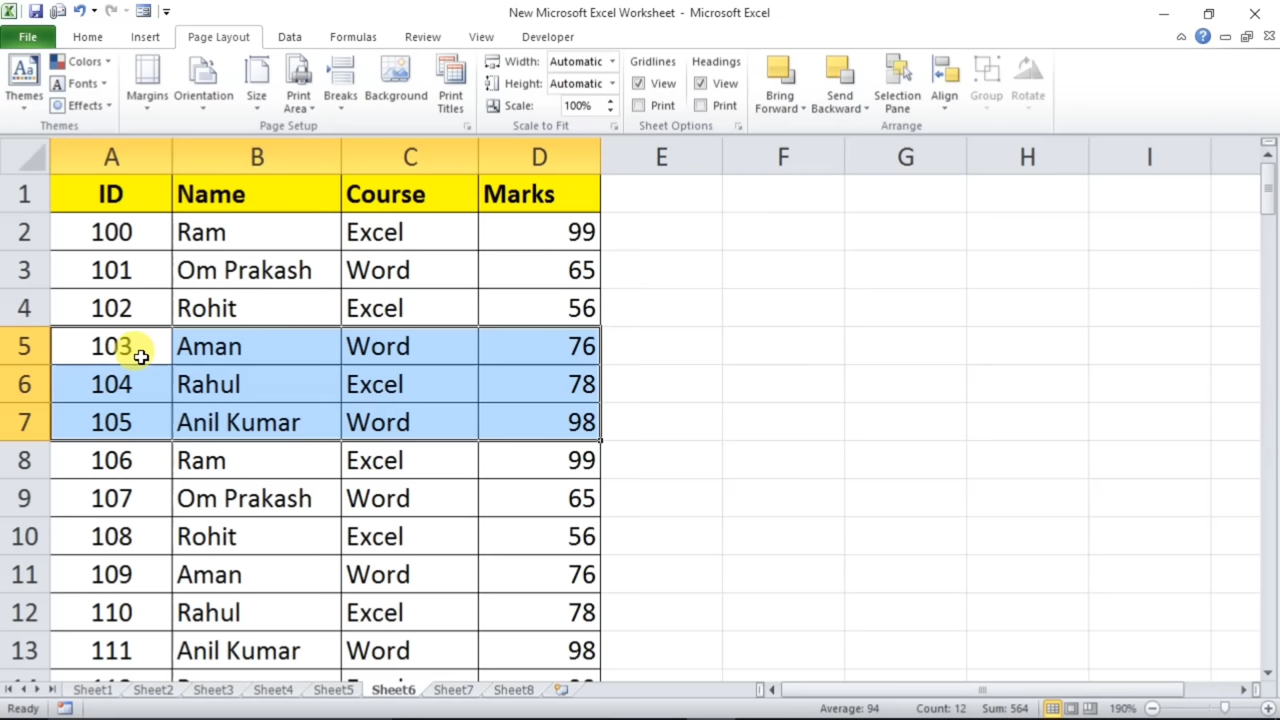 New Microsoft Excel Worksheet - Microsoft Excel
File Home Insert Page Layout Data Formulas Review View Developer
Colors Width: Automatic Gridlines Headings
Fonts Height: Automatic View View
Effects Scale: 100% Print Print
Themes Margins Orientation Size Print Area Breaks Background Print Titles Bring Forward Send Backward Selection Pane Align Group Rotate
Themes Page Setup Scale to Fit Sheet Options Arrange
A B C D E F G H I
1 ID Name Course Marks
2 100 Ram Excel 99
3 101 Om Prakash Word 65
4 102 Rohit Excel 56
5 103 Aman Word 76
6 104 Rahul Excel 78
7 105 Anil Kumar Word 98
8 106 Ram Excel 99
9 107 Om Prakash Word 65
10 108 Rohit Excel 56
11 109 Aman Word 76
12 110 Rahul Excel 78
13 111 Anil Kumar Word 98
Sheet1 Sheet2 Sheet3 Sheet4 Sheet5 Sheet6 Sheet7 Sheet8
Ready Average: 94 Count: 12 Sum: 564 190%